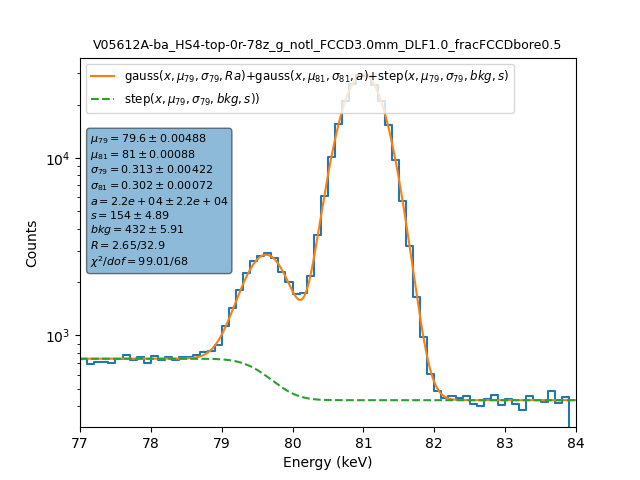 V05612A-ba_HS4-top-0r-78z_g_notl_FCCD3.0mm_DLF1.0_fracFCCDbore0.5
gauss(x, μ79, σ79, Ra)+gauss(x, μ81, σ81, a)+step(x, μ79, σ79, bkg, s)
step(x, μ79, σ79, bkg, s))
μ79 = 79.6 ± 0.00488
μ81 = 81 ± 0.00088
σ79 = 0.313 ± 0.00422
σ81 = 0.302 ± 0.00072
a = 2.2e + 04 ± 2.2e + 04
s = 154 ± 4.89
bkg = 432 ± 5.91
R = 2.65/32.9
χ²/dof = 99.01/68
10⁴
10³
Counts
77 78 79 80 81 82 83 84
Energy (keV)